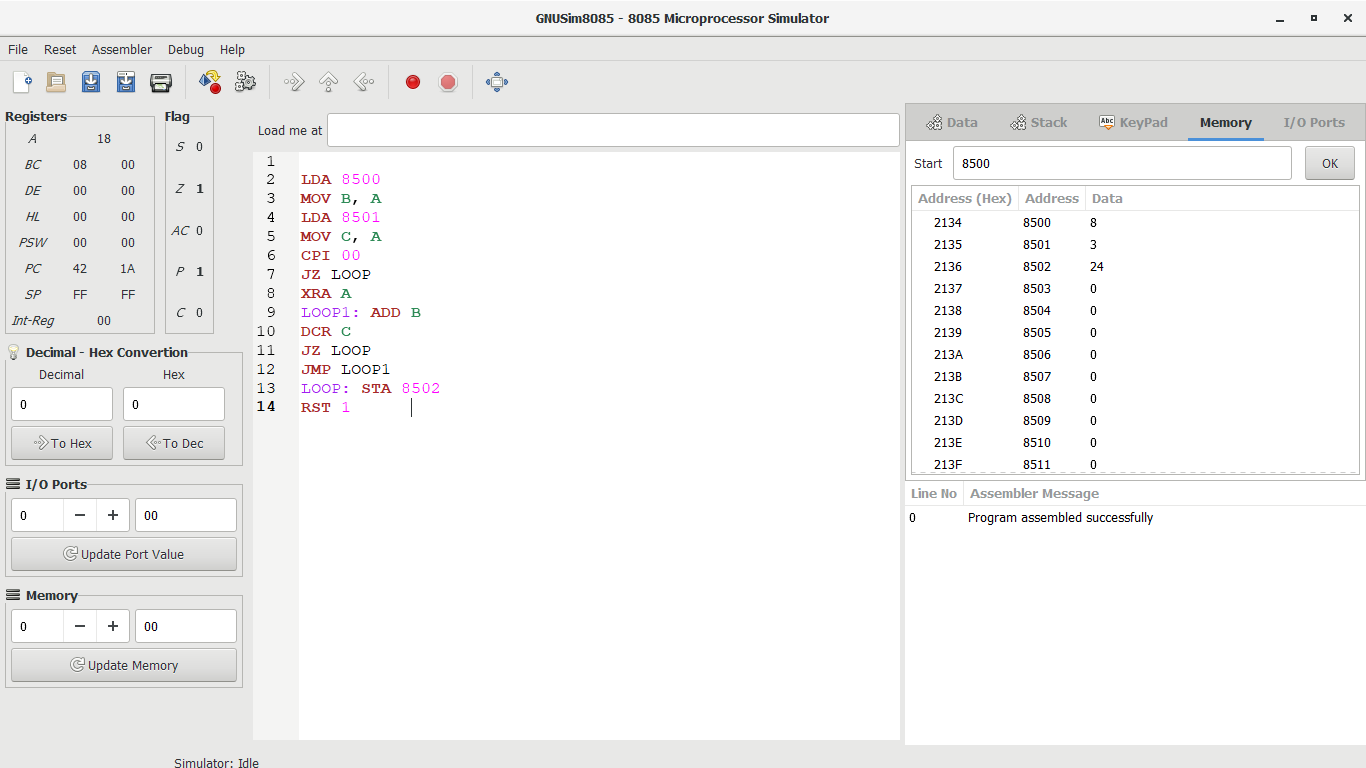 GNUSim8085 - 8085 Microprocessor Simulator
File Reset Assembler Debug Help
Registers
A 18
BC 08 00
DE 00 00
HL 00 00
PSW 00 00
PC 42 1A
SP FF FF
Int-Reg 00
Flag
S 0
Z 1
AC 0
P 1
C 0
Decimal - Hex Convertion
Decimal Hex
0 0
To Hex To Dec
I/O Ports
0 − + 00
Update Port Value
Memory
0 − + 00
Update Memory
Load me at
1
2 LDA 8500
3 MOV B, A
4 LDA 8501
5 MOV C, A
6 CPI 00
7 JZ LOOP
8 XRA A
9 LOOP1: ADD B
10 DCR C
11 JZ LOOP
12 JMP LOOP1
13 LOOP: STA 8502
14 RST 1
Data Stack Abc KeyPad Memory I/O Ports
Start 8500 OK
Address (Hex) Address Data
2134 8500 8
2135 8501 3
2136 8502 24
2137 8503 0
2138 8504 0
2139 8505 0
213A 8506 0
213B 8507 0
213C 8508 0
213D 8509 0
213E 8510 0
213F 8511 0
Line No Assembler Message
0 Program assembled successfully
Simulator: Idle